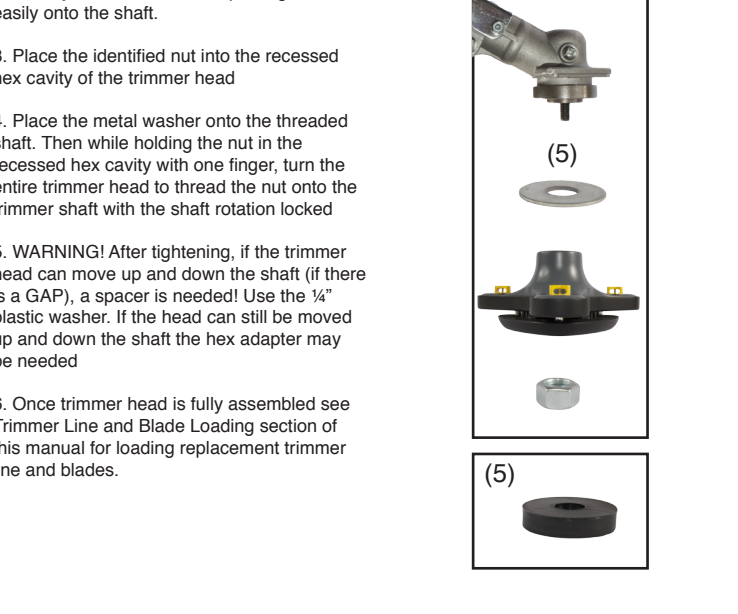 easily onto the shaft.
3. Place the identified nut into the recessed
hex cavity of the trimmer head
4. Place the metal washer onto the threaded
shaft. Then while holding the nut in the
recessed hex cavity with one finger, turn the
entire trimmer head to thread the nut onto the
trimmer shaft with the shaft rotation locked
5. WARNING! After tightening, if the trimmer
head can move up and down the shaft (if there
is a GAP), a spacer is needed! Use the ¼”
plastic washer. If the head can still be moved
up and down the shaft the hex adapter may
be needed
6. Once trimmer head is fully assembled see
Trimmer Line and Blade Loading section of
this manual for loading replacement trimmer
line and blades.
(5)
(5)